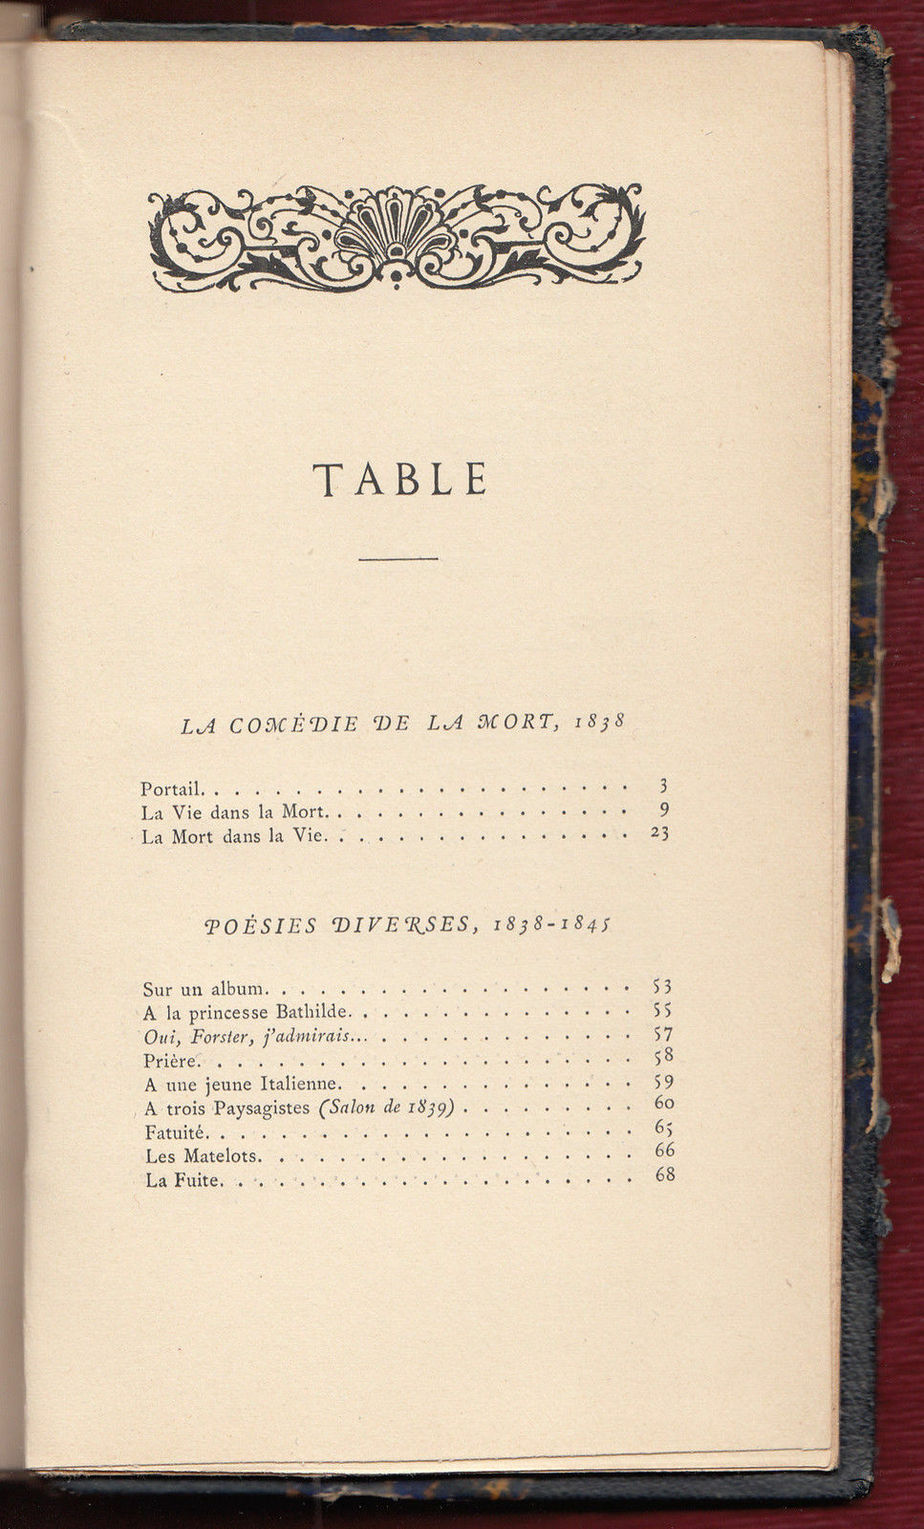 TABLE
LA COMÉDIE DE LA MORT, 1838
Portail. . . . . . . . . . . . . . . . . . . . . . 3
La Vie dans la Mort. . . . . . . . . . . . . . . . 9
La Mort dans la Vie. . . . . . . . . . . . . . . . 23
POÉSIES DIVERSES, 1838-1845
Sur un album. . . . . . . . . . . . . . . . . . . 53
A la princesse Bathilde. . . . . . . . . . . . . . . 55
Oui, Forster, j'admirais... . . . . . . . . . . . . . . 57
Prière. . . . . . . . . . . . . . . . . . . . . . 58
A une jeune Italienne. . . . . . . . . . . . . . . 59
A trois Paysagistes (Salon de 1839) . . . . . . . . . 60
Fatuité. . . . . . . . . . . . . . . . . . . . . . 65
Les Matelots. . . . . . . . . . . . . . . . . . . 66
La Fuite. . . . . . . . . . . . . . . . . . . . . 68